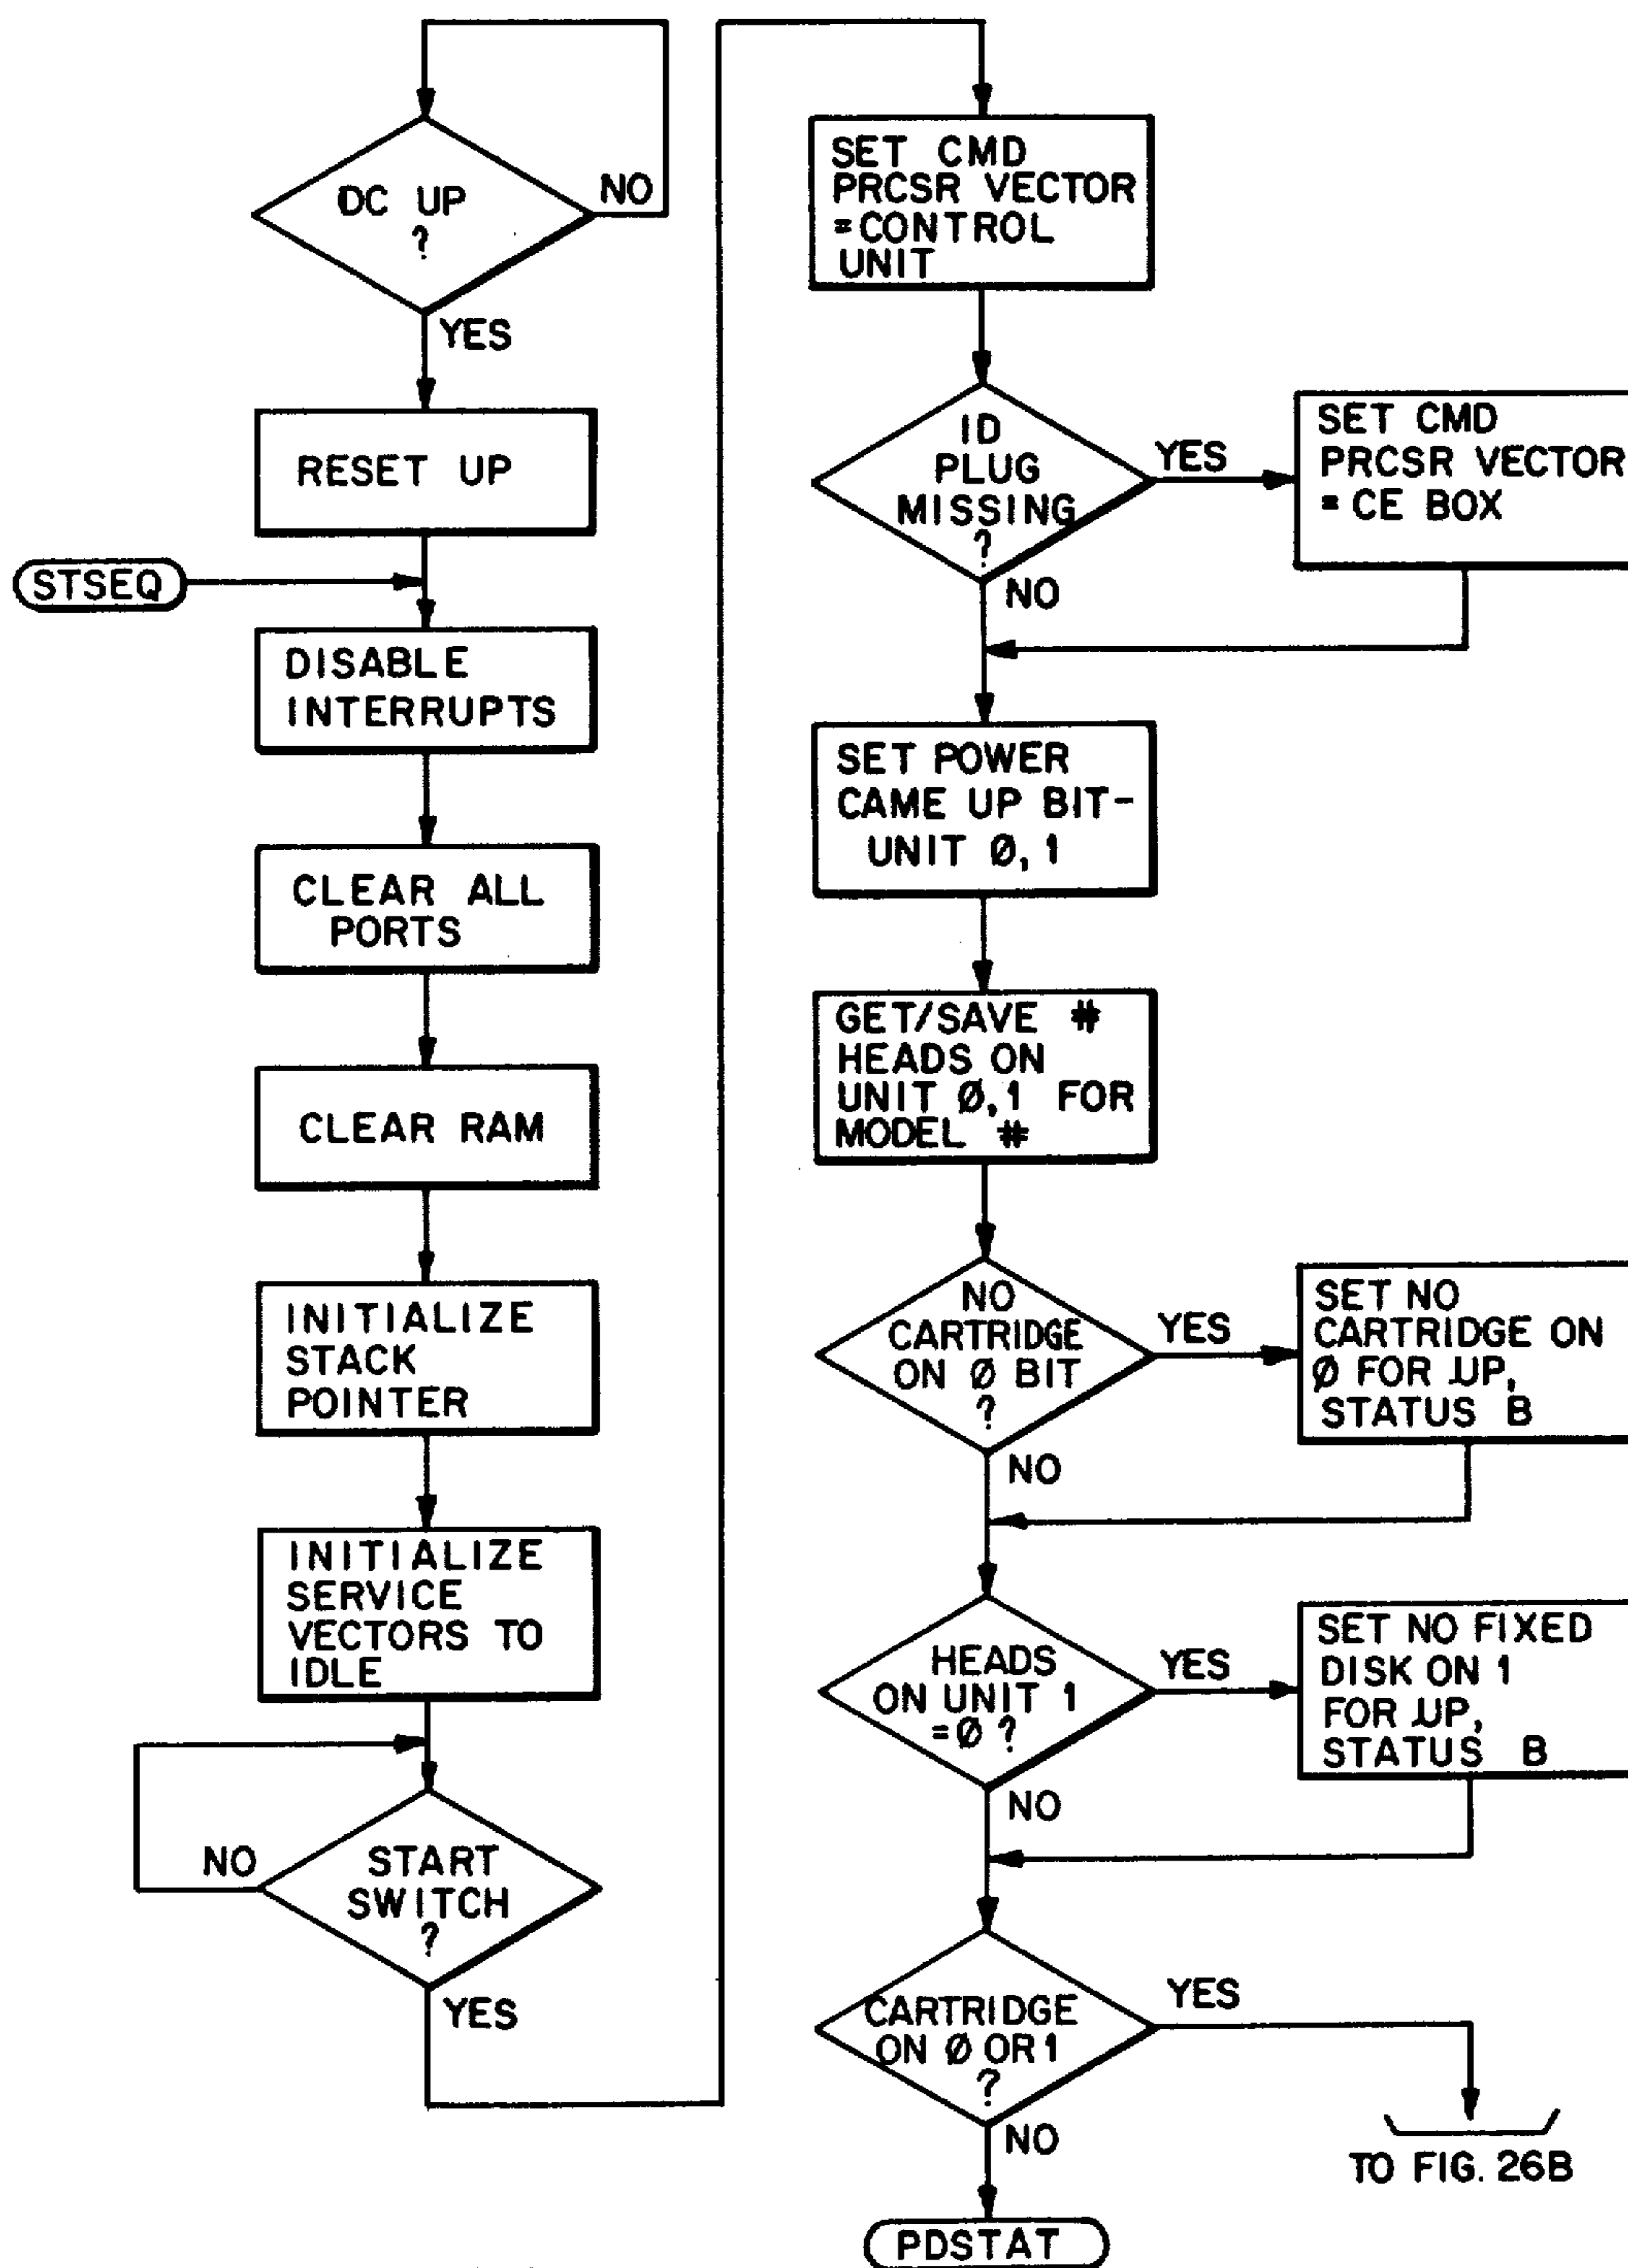 DC UP
?
NO
YES
RESET UP
STSEQ
DISABLE
INTERRUPTS
CLEAR ALL
PORTS
CLEAR RAM
INITIALIZE
STACK
POINTER
INITIALIZE
SERVICE
VECTORS TO
IDLE
NO
START
SWITCH
?
YES
SET CMD
PRCSR VECTOR
=CONTROL
UNIT
ID
PLUG
MISSING
?
YES
NO
SET CMD
PRCSR VECTOR
= CE BOX
SET POWER
CAME UP BIT-
UNIT Ø, 1
GET/SAVE #
HEADS ON
UNIT Ø,1 FOR
MODEL #
NO
CARTRIDGE
ON Ø BIT
?
YES
NO
SET NO
CARTRIDGE ON
Ø FOR UP,
STATUS B
HEADS
ON UNIT 1
=Ø ?
YES
NO
SET NO FIXED
DISK ON 1
FOR UP,
STATUS B
CARTRIDGE
ON Ø OR 1
?
YES
NO
TO FIG. 26B
PDSTAT